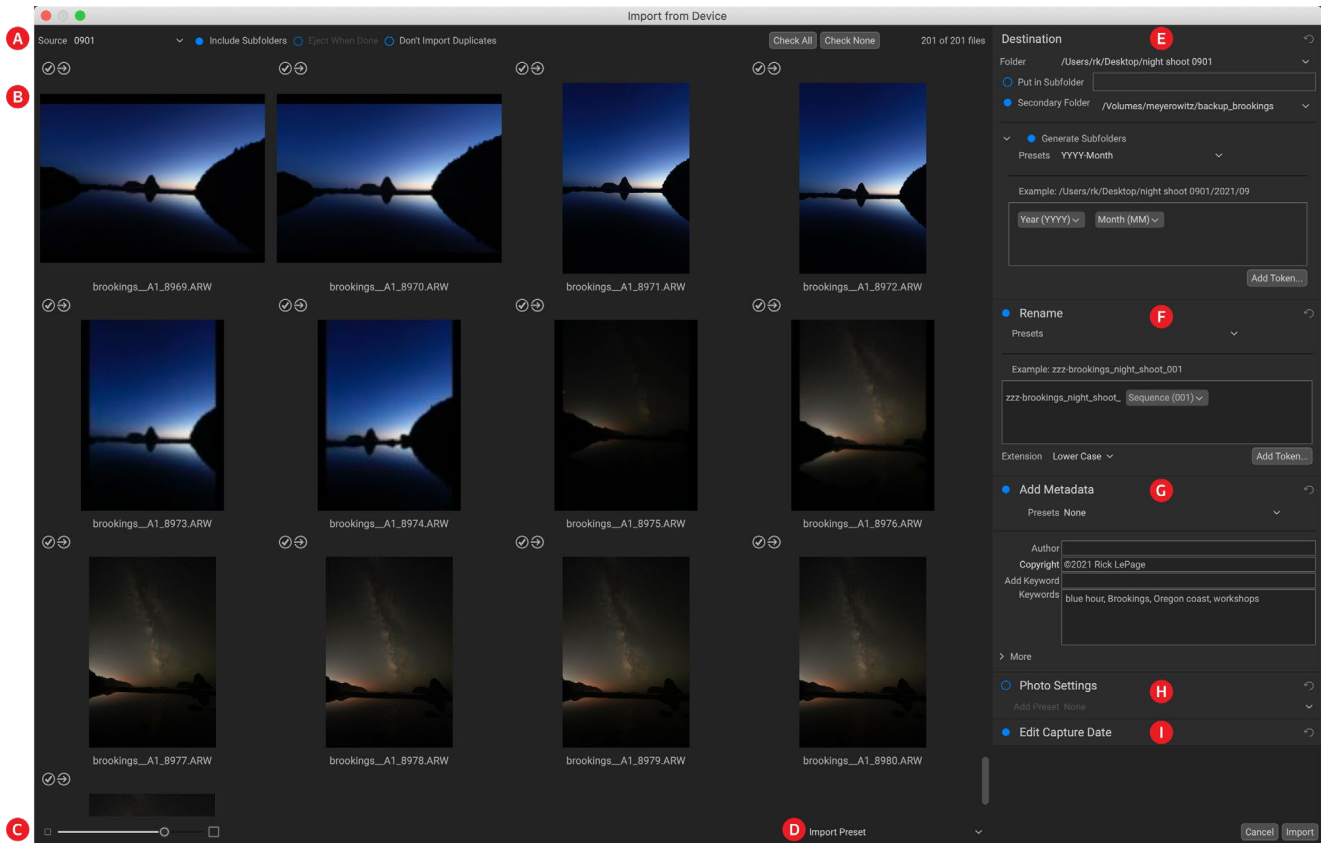 Import from Device
A
Source 0901
Include Subfolders
Eject When Done
Don't Import Duplicates
Check All
Check None
201 of 201 files
B
brookings__A1_8969.ARW
brookings__A1_8970.ARW
brookings__A1_8971.ARW
brookings__A1_8972.ARW
brookings__A1_8973.ARW
brookings__A1_8974.ARW
brookings__A1_8975.ARW
brookings__A1_8976.ARW
brookings__A1_8977.ARW
brookings__A1_8978.ARW
brookings__A1_8979.ARW
brookings__A1_8980.ARW
C
D
Import Preset
Destination
E
Folder /Users/rk/Desktop/night shoot 0901
Put in Subfolder
Secondary Folder /Volumes/meyerowitz/backup_brookings
Generate Subfolders
Presets YYYY-Month
Example: /Users/rk/Desktop/night shoot 0901/2021/09
Year (YYYY) Month (MM)
Add Token...
Rename
F
Presets
Example: zzz-brookings_night_shoot_001
zzz-brookings_night_shoot_ Sequence (001)
Extension Lower Case
Add Token...
Add Metadata
G
Presets None
Author
Copyright ©2021 Rick LePage
Add Keyword
Keywords blue hour, Brookings, Oregon coast, workshops
More
Photo Settings
H
Add Preset None
Edit Capture Date
I
Cancel
Import